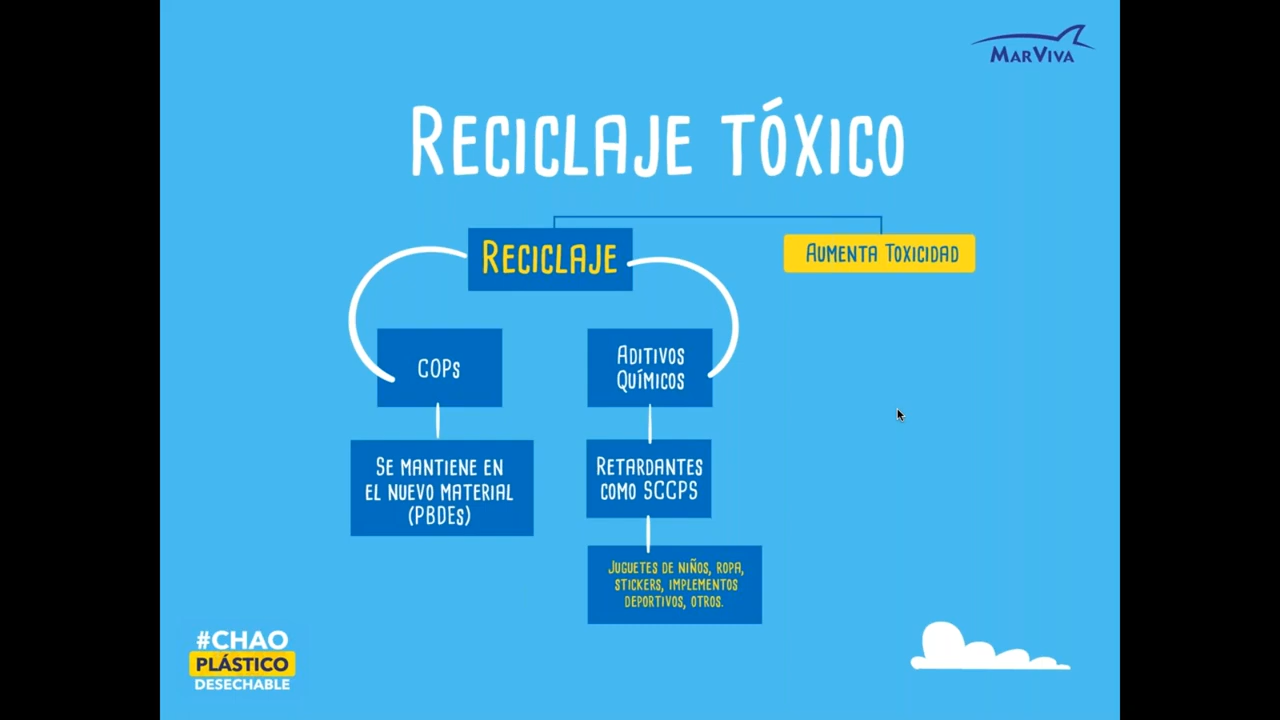 MarViva
Reciclaje tóxico
Reciclaje
Aumenta Toxicidad
COPs
Aditivos
Químicos
Se mantiene en
el nuevo material
(PBDEs)
Retardantes
como SCCPS
Juguetes de niños, ropa,
stickers, implementos
deportivos, otros.
#CHAO
PLÁSTICO
DESECHABLE